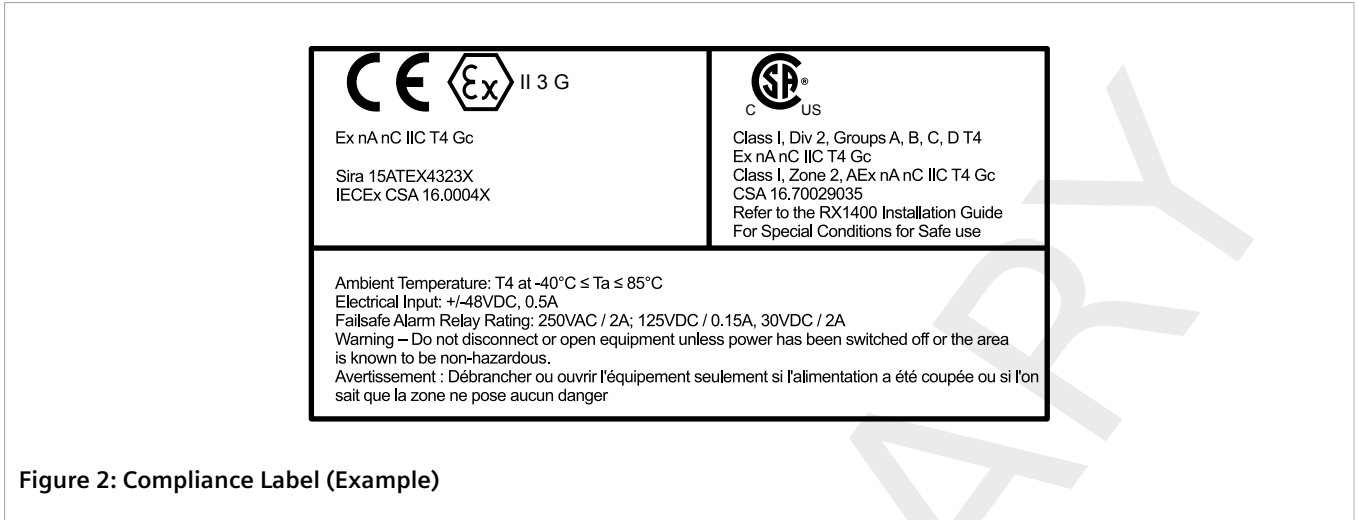 CE Ex II 3 G
Ex nA nC IIC T4 Gc
Sira 15ATEX4323X
IECEx CSA 16.0004X
SA ®
C US
Class I, Div 2, Groups A, B, C, D T4
Ex nA nC IIC T4 Gc
Class I, Zone 2, AEx nA nC IIC T4 Gc
CSA 16.70029035
Refer to the RX1400 Installation Guide
For Special Conditions for Safe use
Ambient Temperature: T4 at -40°C ≤ Ta ≤ 85°C
Electrical Input: +/-48VDC, 0.5A
Failsafe Alarm Relay Rating: 250VAC / 2A; 125VDC / 0.15A, 30VDC / 2A
Warning – Do not disconnect or open equipment unless power has been switched off or the area
is known to be non-hazardous.
Avertissement : Débrancher ou ouvrir l'équipement seulement si l'alimentation a été coupée ou si l'on
sait que la zone ne pose aucun danger
ARY
Figure 2: Compliance Label (Example)